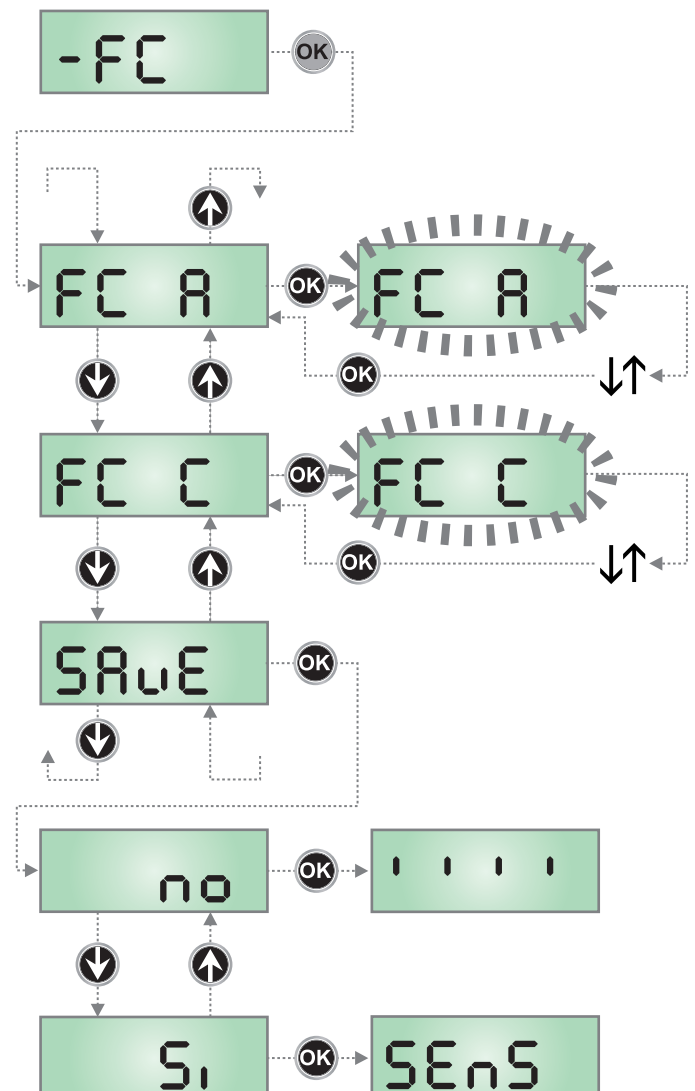 -FC OK
FC A OK FC A
OK ↓↑
FC C OK FC C
OK ↓↑
SAvE OK
no OK ı ı ı ı
Si OK SEnS